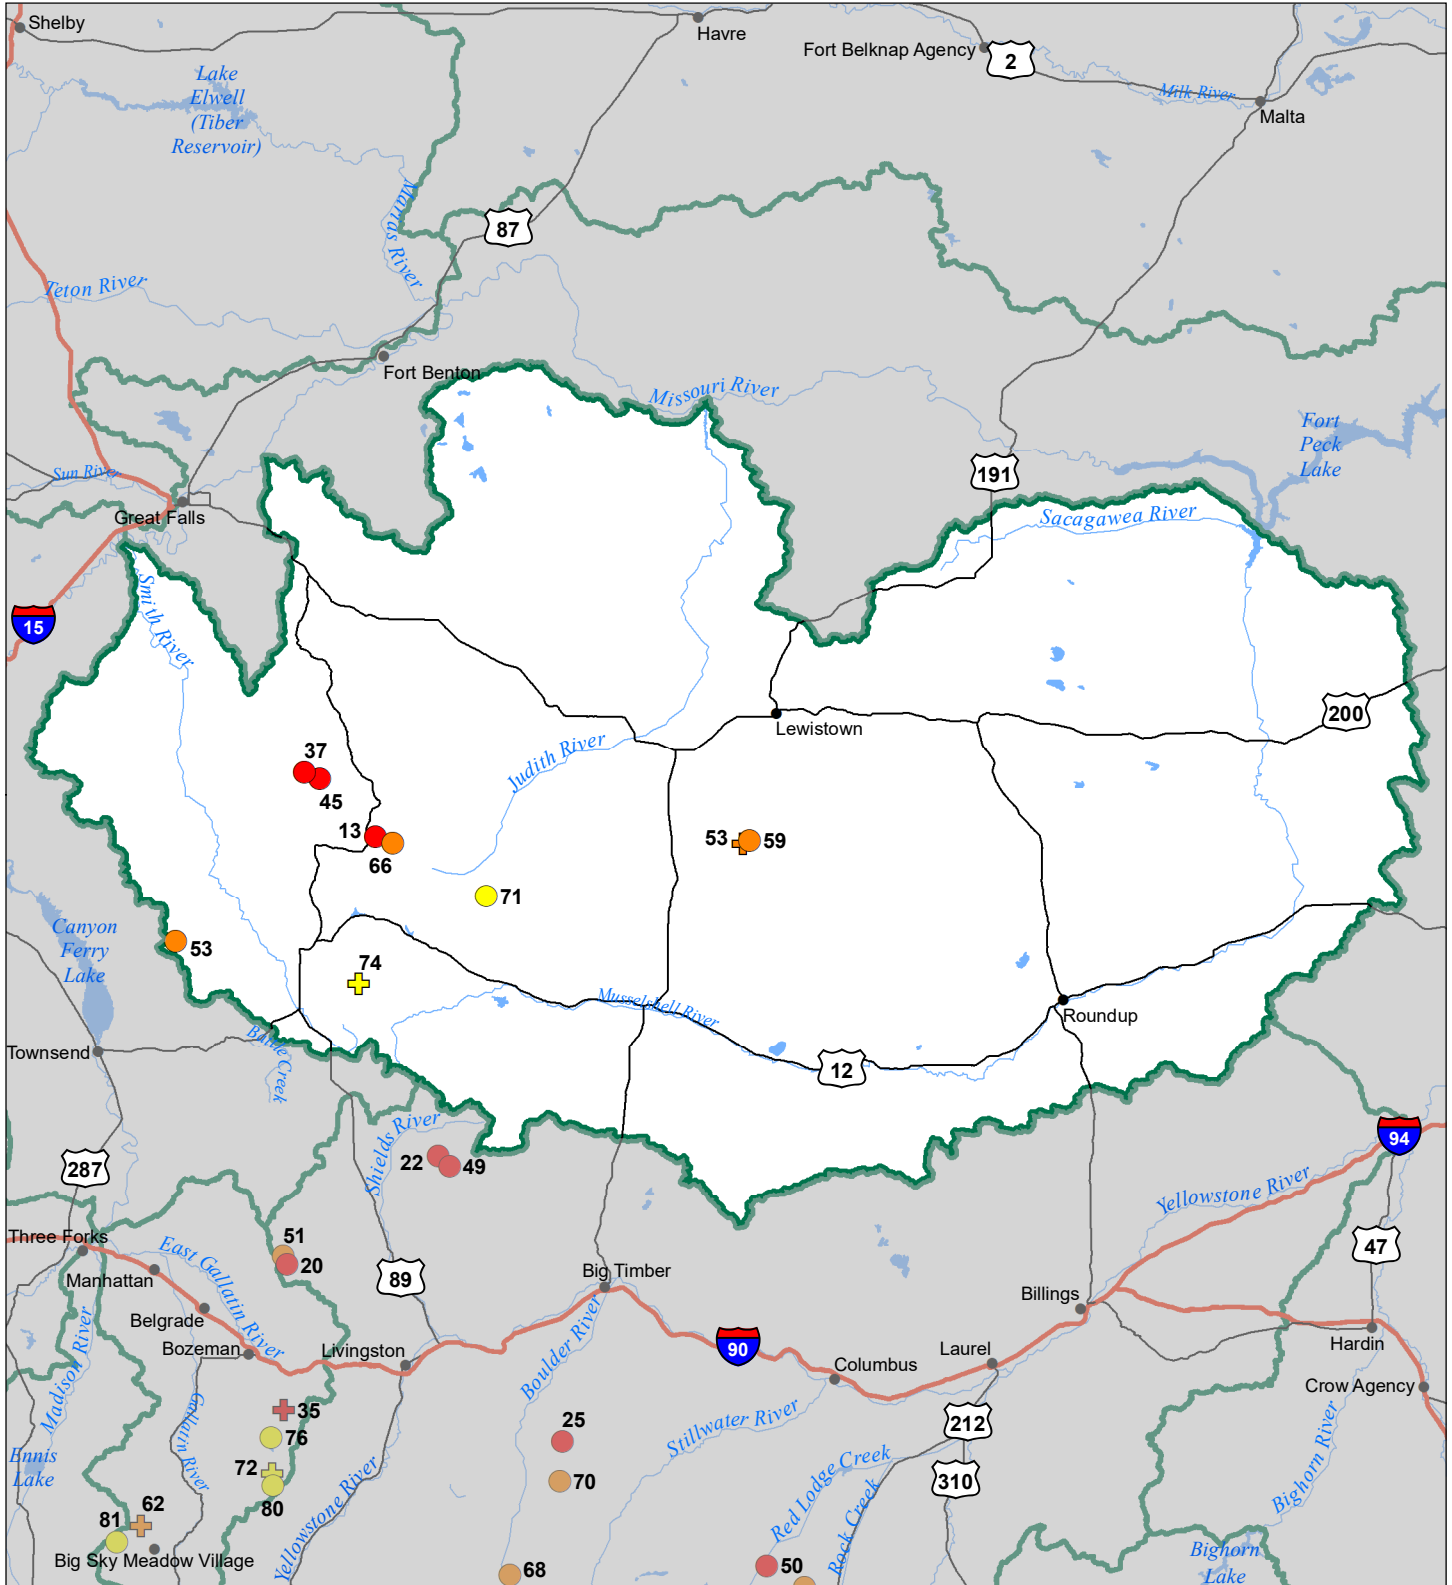 Shelby
Havre
Fort Belknap Agency
2
Lake
Elwell
(Tiber
Reservoir)
Milk River
Malta
Marias River
87
Teton River
Fort Benton
Missouri River
Fort
Peck
Lake
Sun River
191
Great Falls
Sacagawea River
15
Smith River
200
Lewistown
Judith River
37
45
13
66
53
59
71
Canyon
Ferry
Lake
53
74
Musselshell River
Roundup
Battle Creek
Townsend
12
94
Shields River
22
49
287
Yellowstone River
Three Forks
51
20
East Gallatin River
47
Manhattan
89
Big Timber
Belgrade
Billings
Bozeman
Livingston
90
Hardin
Madison River
Boulder River
Columbus
Laurel
Crow Agency
Gallatin River
35
76
25
Stillwater River
212
Ennis
Lake
72
80
70
Red Lodge Creek
310
Bighorn River
62
81
Yellowstone River
Rock Creek
Big Sky Meadow Village
68
50
Bighorn
Lake